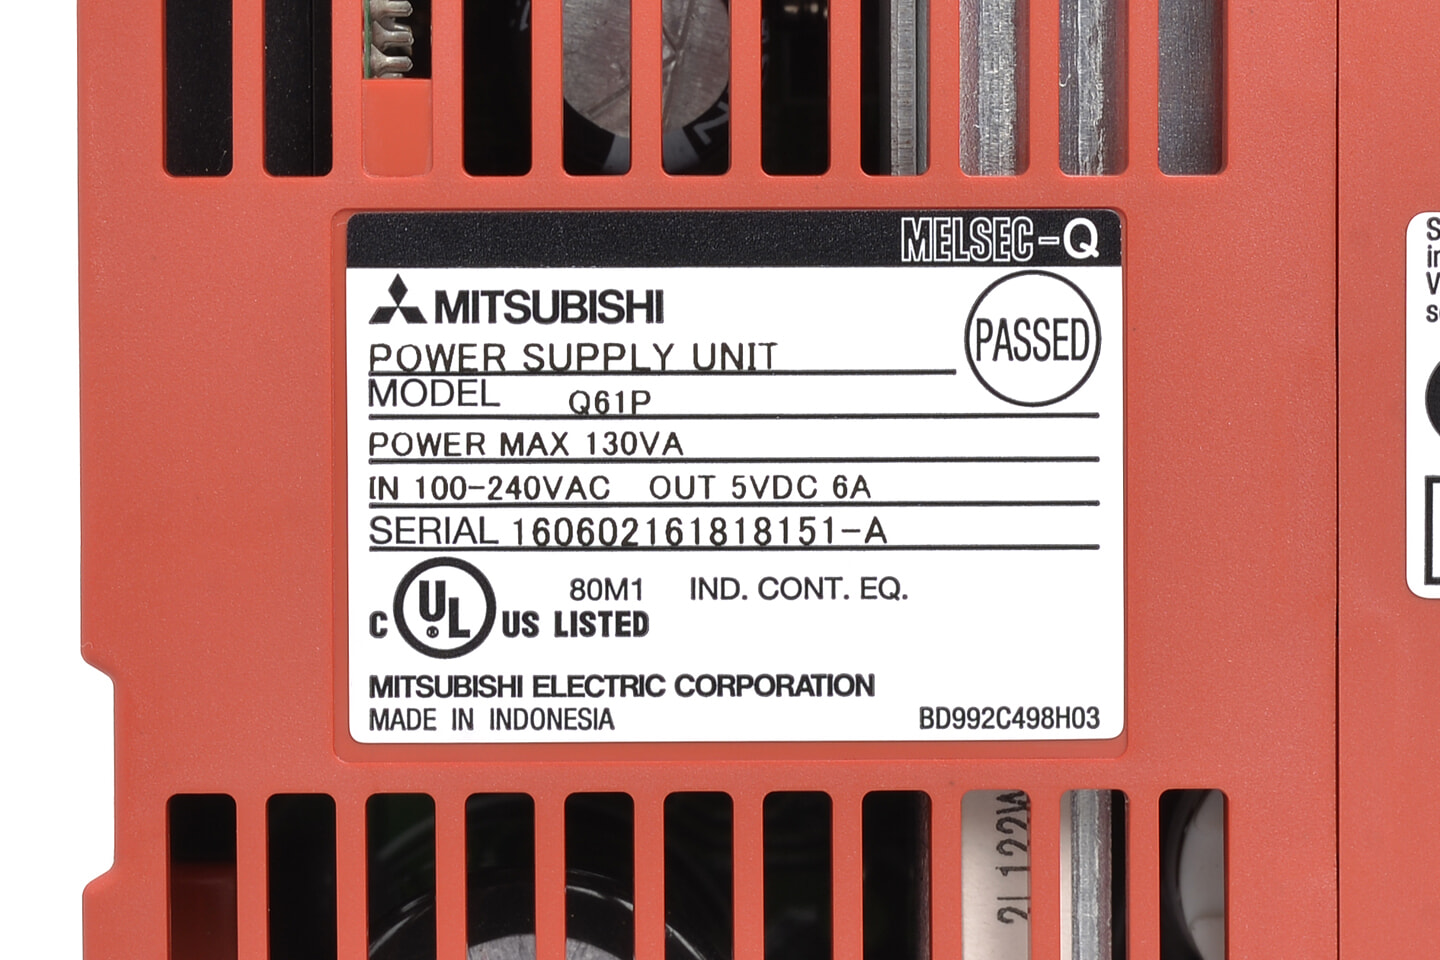 MELSEC-Q
MITSUBISHI
PASSED
POWER SUPPLY UNIT
MODEL Q61P
POWER MAX 130VA
IN 100-240VAC OUT 5VDC 6A
SERIAL 160602161818151-A
80M1 IND. CONT. EQ.
C UL ® US LISTED
MITSUBISHI ELECTRIC CORPORATION
MADE IN INDONESIA BD992C498H03
2L122W